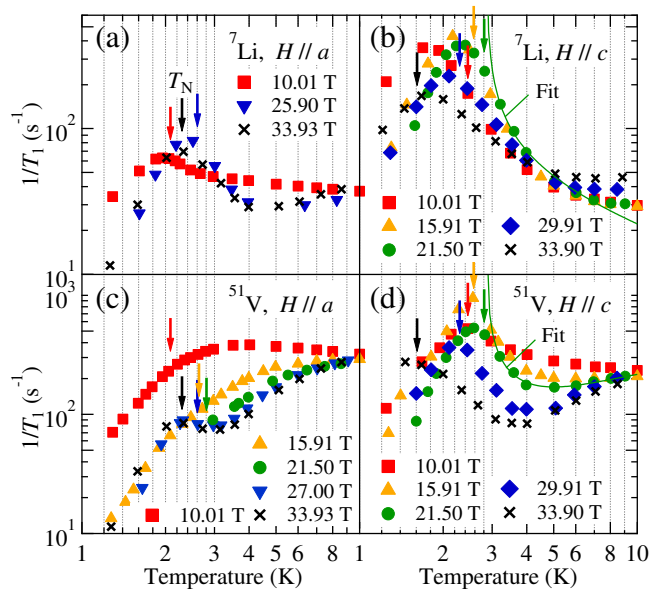 (a)
⁷Li, H // a
T_N
10.01 T
25.90 T
33.93 T
10²
10¹
1/T₁ (s⁻¹)
(b)
⁷Li, H // c
Fit
10.01 T
15.91 T
21.50 T
29.91 T
33.90 T
(c)
⁵¹V, H // a
15.91 T
21.50 T
27.00 T
33.93 T
10.01 T
10³
10²
10¹
1/T₁ (s⁻¹)
1 2 3 4 6 8 1
Temperature (K)
(d)
⁵¹V, H // c
Fit
10.01 T
15.91 T
21.50 T
29.91 T
33.90 T
2 3 4 5 6 8 10
Temperature (K)